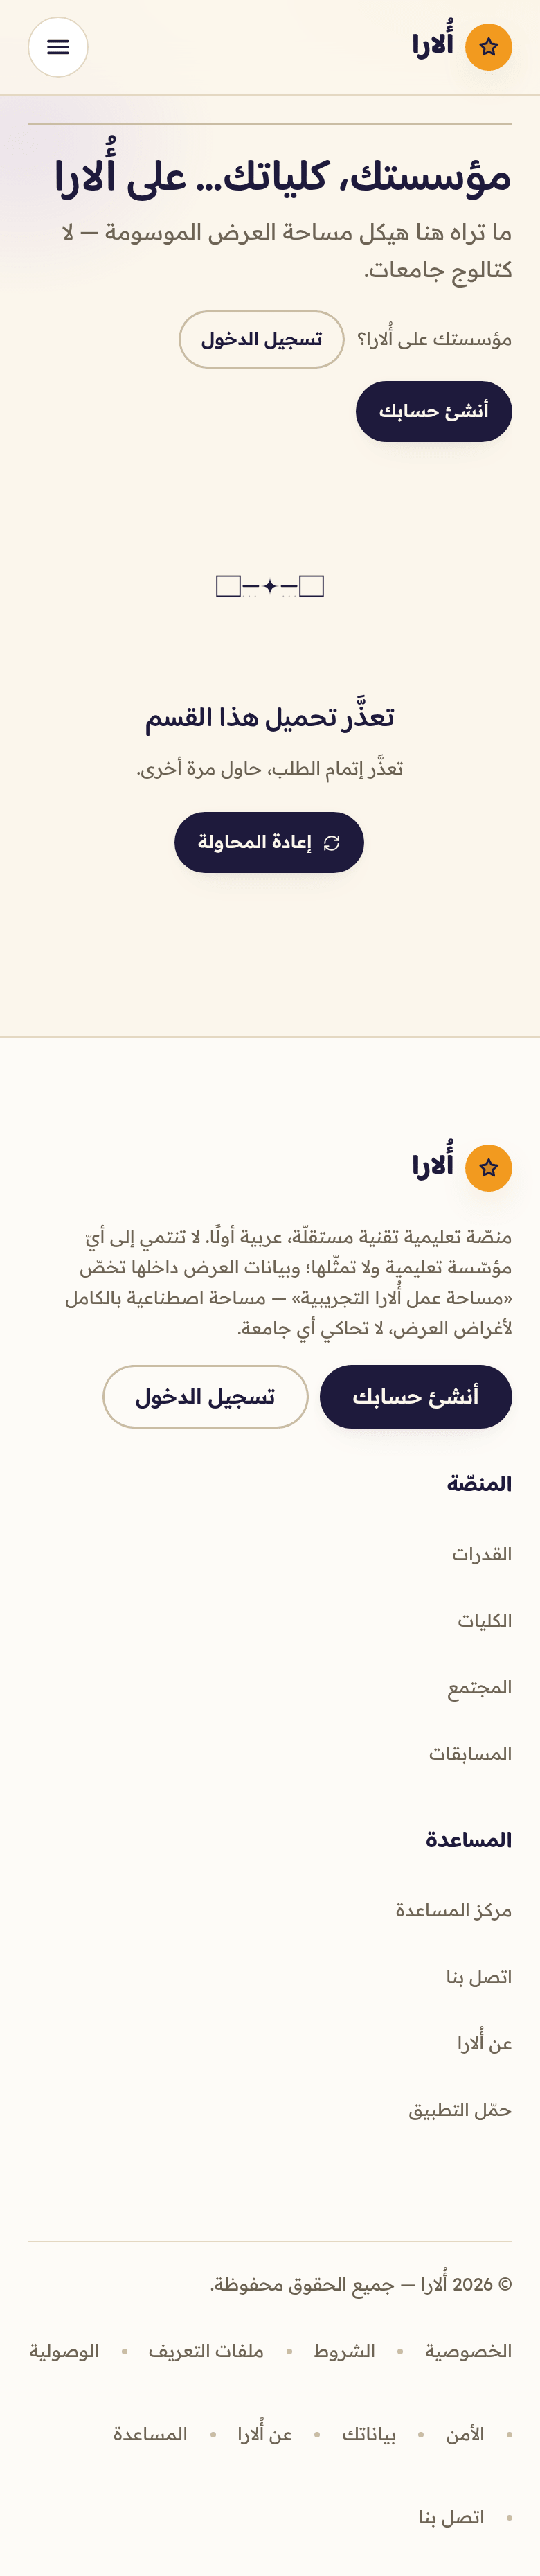 أُلارا
مؤسستك، كلياتك… على أُلارا
ما تراه هنا هيكل مساحة العرض الموسومة — لا
كتالوج جامعات.
مؤسستك على أُلارا؟ تسجيل الدخول
أنشئ حسابك
تعذَّر تحميل هذا القسم
تعذَّر إتمام الطلب، حاول مرة أخرى.
إعادة المحاولة
أُلارا
منصّة تعليمية تقنية مستقلّة، عربية أولًا. لا تنتمي إلى أيّ
مؤسّسة تعليمية ولا تمثّلها؛ وبيانات العرض داخلها تخصّ
«مساحة عمل أُلارا التجريبية» — مساحة اصطناعية بالكامل
لأغراض العرض، لا تحاكي أي جامعة.
أنشئ حسابك تسجيل الدخول
المنصّة
القدرات
الكليات
المجتمع
المسابقات
المساعدة
مركز المساعدة
اتصل بنا
عن أُلارا
حمّل التطبيق
© 2026 أُلارا — جميع الحقوق محفوظة.
الخصوصية • الشروط • ملفات التعريف • الوصولية
• الأمن • بياناتك • عن أُلارا • المساعدة
• اتصل بنا